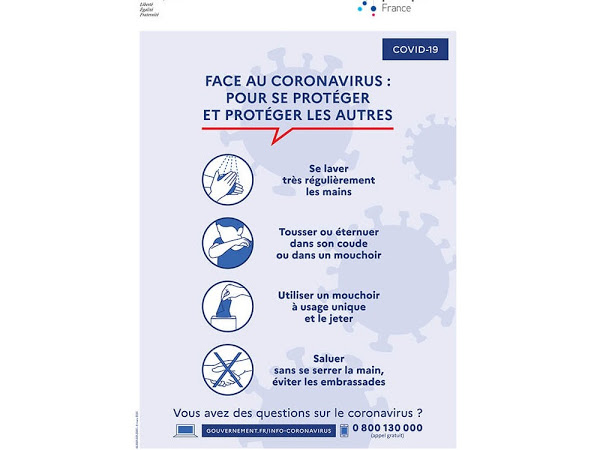 Liberté
Égalité
Fraternité
France
COVID-19
FACE AU CORONAVIRUS :
POUR SE PROTÉGER
ET PROTÉGER LES AUTRES
Se laver
très régulièrement
les mains
Tousser ou éternuer
dans son coude
ou dans un mouchoir
Utiliser un mouchoir
à usage unique
et le jeter
Saluer
sans se serrer la main,
éviter les embrassades
Vous avez des questions sur le coronavirus ?
GOUVERNEMENT.FR/INFO-CORONAVIRUS
0 800 130 000
(appel gratuit)